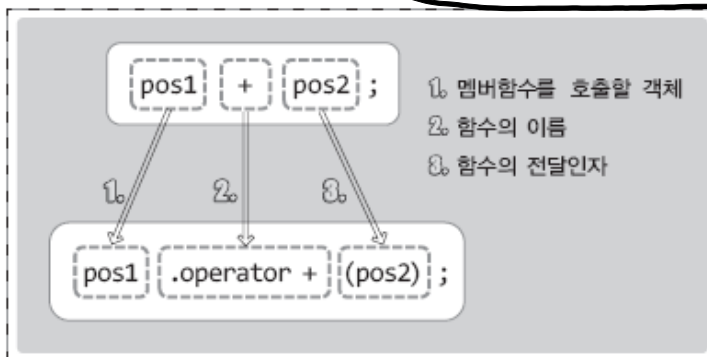 pos1 + pos2 ;
1. 멤버함수를 호출할 객체
2. 함수의 이름
3. 함수의 전달인자
1. 2. 3.
pos1 .operator + (pos2) ;